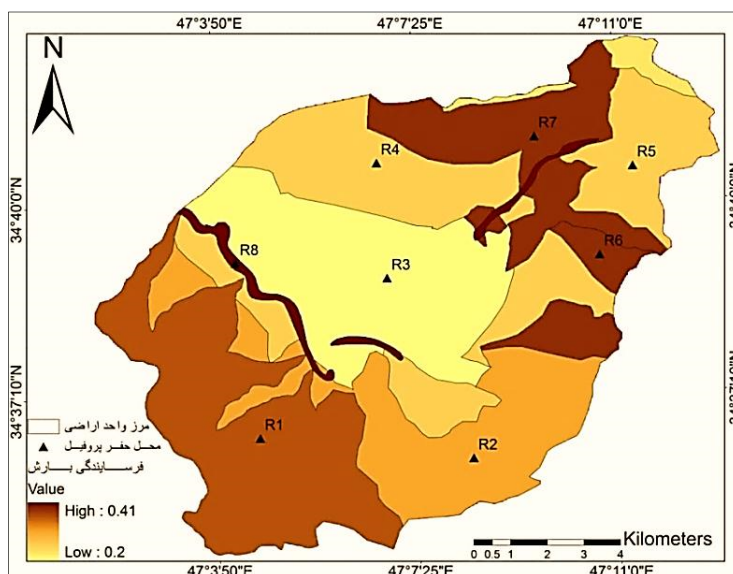 47°3'50"E 47°7'25"E 47°11'0"E
N
R7
R4
R5
34°40'0"N
R8
R6
R3
34°37'10"N
R1
R2
مرز واحد اراضی
محل حفر پروفیل
فرسایندگی بارش
Value
High : 0.41
Low : 0.2
Kilometers
0 0.5 1 2 3 4
47°3'50"E 47°7'25"E 47°11'0"E